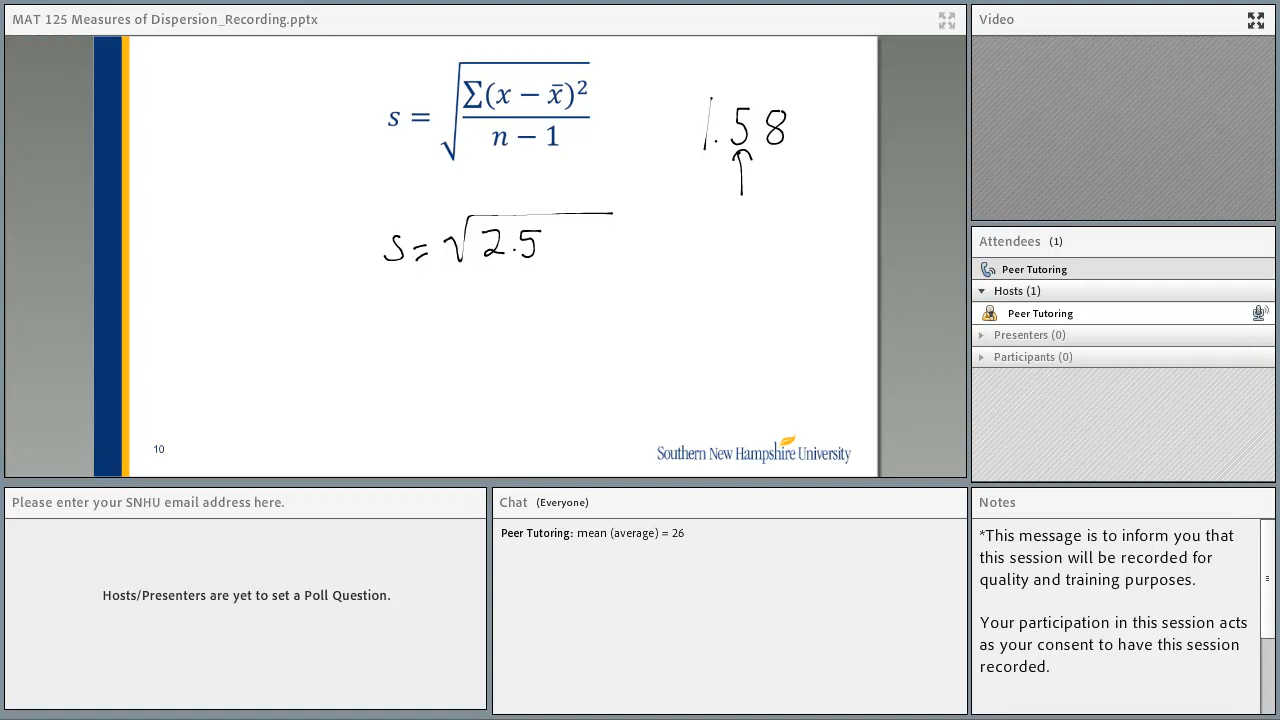 MAT 125 Measures of Dispersion_Recording.pptx
s = √(∑(x − x̄)² / (n − 1))
1.58
s = √2.5
10
Southern New Hampshire University
Video
Attendees (1)
Peer Tutoring
Hosts (1)
Peer Tutoring
Presenters (0)
Participants (0)
Please enter your SNHU email address here.
Hosts/Presenters are yet to set a Poll Question.
Chat (Everyone)
Peer Tutoring: mean (average) = 26
Notes
*This message is to inform you that
this session will be recorded for
quality and training purposes.
Your participation in this session acts
as your consent to have this session
recorded.